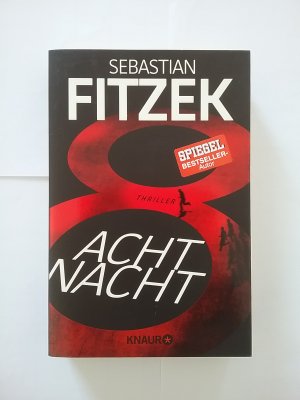 SEBASTIAN
FITZEK
SPIEGEL
BESTSELLER-
Autor
THRILLER
ACHT
NACHT
KNAUR